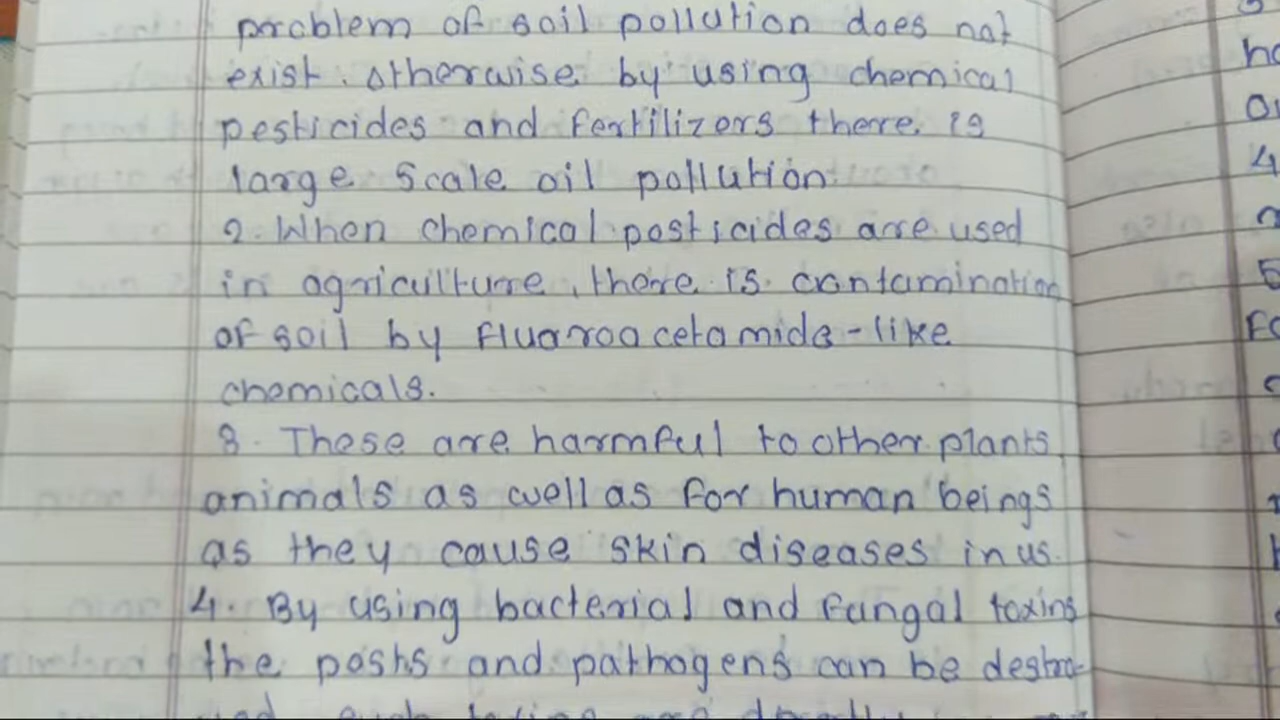 problem of soil pollution does not
exist. otherwise by using chemical
pesticides and fertilizers there is
large scale oil pollution
2. When chemical pesticides are used
in agriculture, there is contamination
of soil by fluoroacetamide-like
chemicals.
3. These are harmful to other plants
animals as well as for human beings
as they cause skin diseases in us.
4. By using bacterial and fungal toxins
the pests and pathogens can be destro-